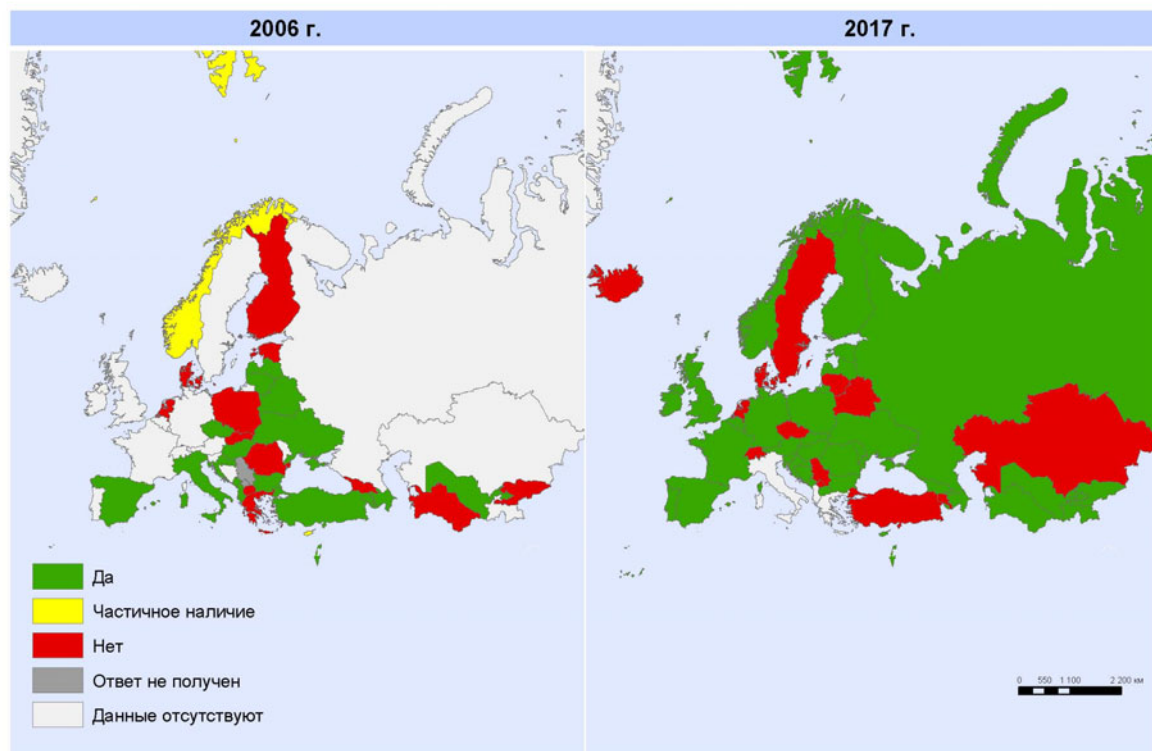 2006 г.
2017 г.
Да
Частичное наличие
Нет
Ответ не получен
Данные отсутствуют
0 550 1 100 2 200 км